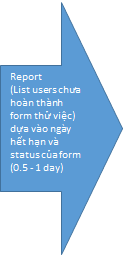 Report
(List users chưa
hoàn thành
form thử việc)
dựa vào ngày
hết hạn và
status của form
(0.5 - 1 day)